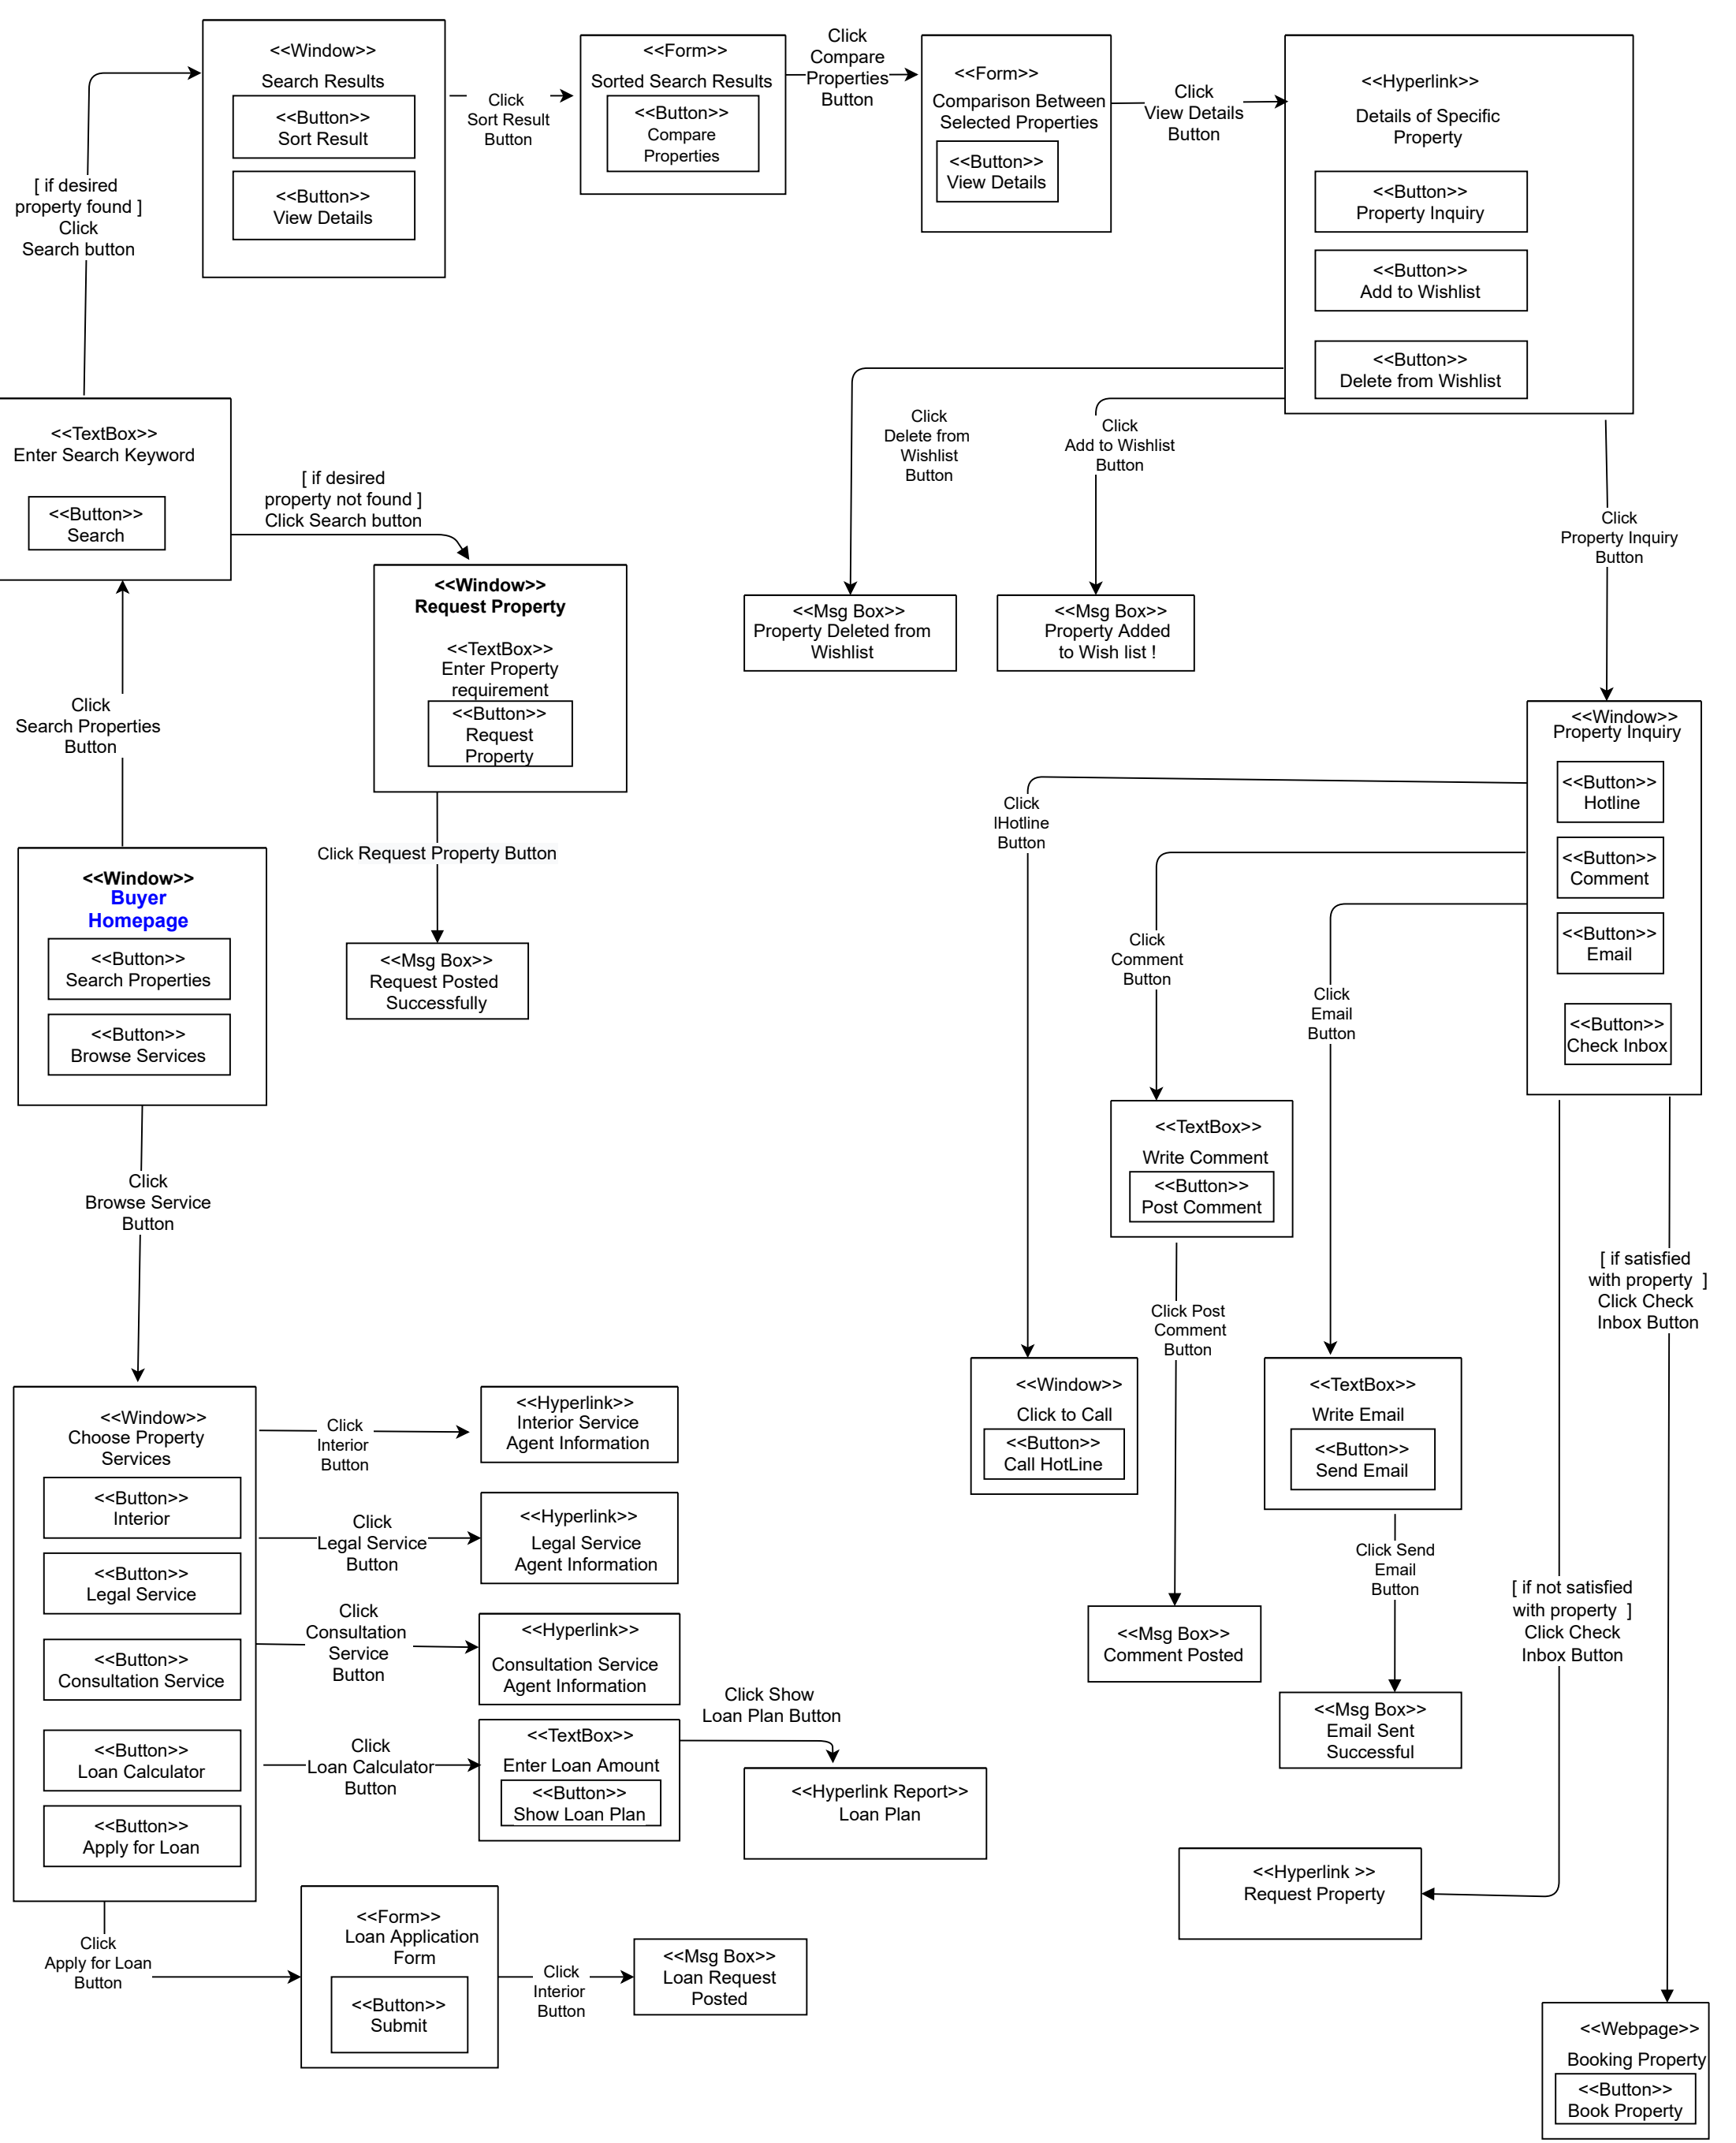 <<Window>>
Search Results
<<Button>>
Sort Result
<<Button>>
View Details
Click
Sort Result
Button
<<Form>>
Sorted Search Results
<<Button>>
Compare
Properties
Click
Compare
Properties
Button
<<Form>>
Comparison Between
Selected Properties
<<Button>>
View Details
Click
View Details
Button
<<Hyperlink>>
Details of Specific
Property
<<Button>>
Property Inquiry
<<Button>>
Add to Wishlist
<<Button>>
Delete from Wishlist
[ if desired
property found ]
Click
Search button
<<TextBox>>
Enter Search Keyword
<<Button>>
Search
[ if desired
property not found ]
Click Search button
Click
Delete from
Wishlist
Button
Click
Add to Wishlist
Button
Click
Property Inquiry
Button
<<Window>>
Request Property
<<TextBox>>
Enter Property
requirement
<<Button>>
Request
Property
<<Msg Box>>
Property Deleted from
Wishlist
<<Msg Box>>
Property Added
to Wish list !
Click
Search Properties
Button
Click Request Property Button
<<Msg Box>>
Request Posted
Successfully
<<Window>>
Buyer
Homepage
<<Button>>
Search Properties
<<Button>>
Browse Services
<<Window>>
Property Inquiry
<<Button>>
Hotline
<<Button>>
Comment
<<Button>>
Email
<<Button>>
Check Inbox
Click
lHotline
Button
Click
Comment
Button
Click
Email
Button
<<TextBox>>
Write Comment
<<Button>>
Post Comment
Click Post
Comment
Button
[ if satisfied
with property ]
Click Check
Inbox Button
Click
Browse Service
Button
<<Window>>
Click to Call
<<Button>>
Call HotLine
<<TextBox>>
Write Email
<<Button>>
Send Email
Click Send
Email
Button
[ if not satisfied
with property ]
Click Check
Inbox Button
<<Msg Box>>
Comment Posted
<<Msg Box>>
Email Sent
Successful
<<Window>>
Choose Property
Services
<<Button>>
Interior
<<Button>>
Legal Service
<<Button>>
Consultation Service
<<Button>>
Loan Calculator
<<Button>>
Apply for Loan
Click
Interior
Button
<<Hyperlink>>
Interior Service
Agent Information
Click
Legal Service
Button
<<Hyperlink>>
Legal Service
Agent Information
Click
Consultation
Service
Button
<<Hyperlink>>
Consultation Service
Agent Information
Click
Loan Calculator
Button
<<TextBox>>
Enter Loan Amount
<<Button>>
Show Loan Plan
Click Show
Loan Plan Button
<<Hyperlink Report>>
Loan Plan
<<Hyperlink >>
Request Property
Click
Apply for Loan
Button
<<Form>>
Loan Application
Form
<<Button>>
Submit
Click
Interior
Button
<<Msg Box>>
Loan Request
Posted
<<Webpage>>
Booking Property
<<Button>>
Book Property